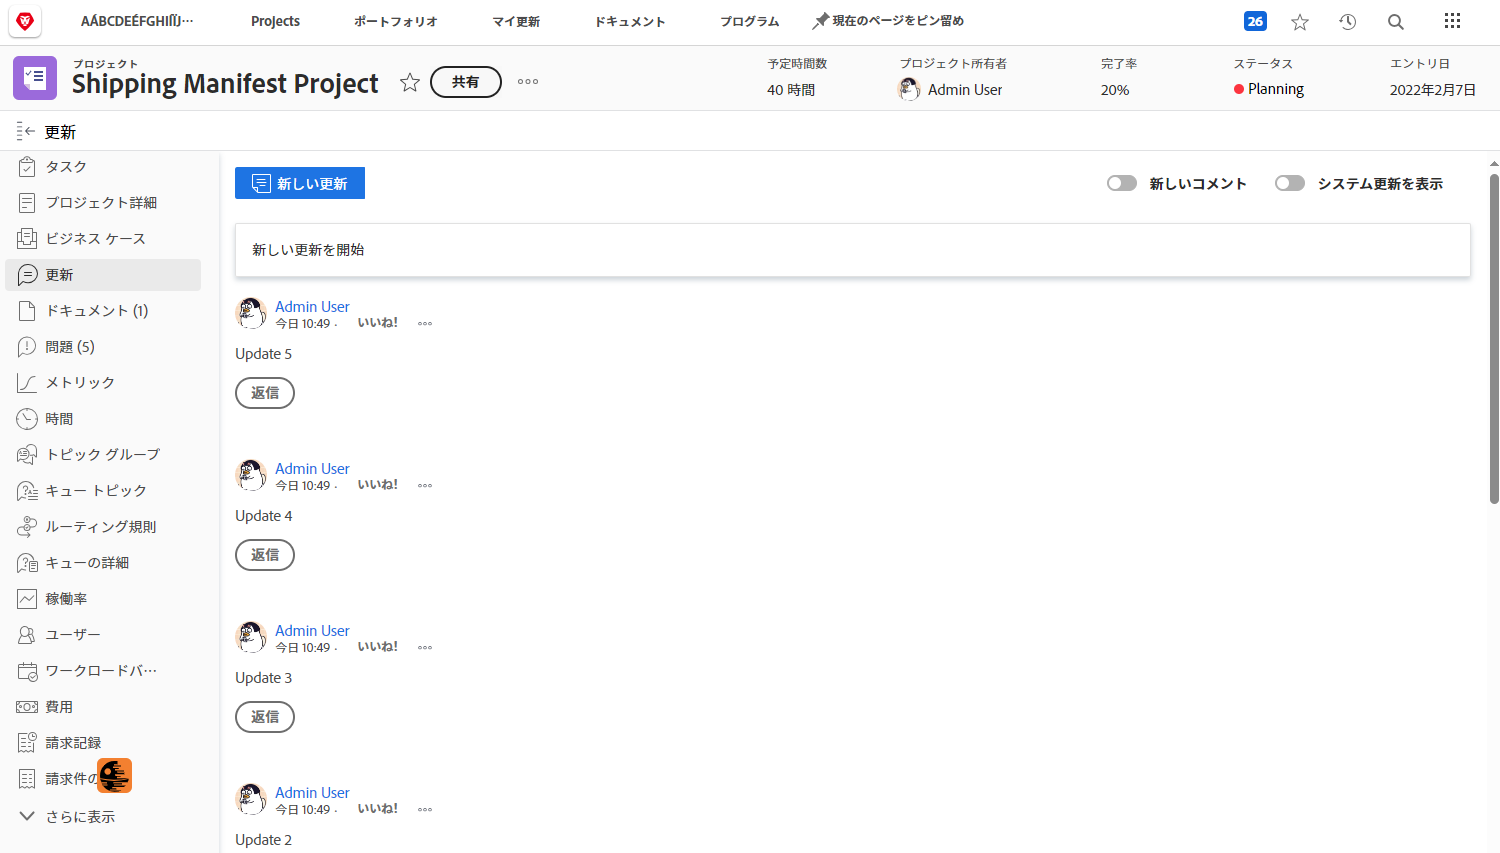 AÁBCDEÉFGHIIÍÏJ···
Projects
ポートフォリオ
マイ更新
ドキュメント
プログラム
現在のページをピン留め
26
プロジェクト
Shipping Manifest Project
共有
予定時間数
40 時間
プロジェクト所有者
Admin User
完了率
20%
ステータス
Planning
エントリ日
2022年2月7日
更新
タスク
プロジェクト詳細
ビジネス ケース
更新
ドキュメント (1)
問題 (5)
メトリック
時間
トピック グループ
キュー トピック
ルーティング規則
キューの詳細
稼働率
ユーザー
ワークロードバ···
費用
請求記録
請求件の
さらに表示
新しい更新
新しいコメント
システム更新を表示
新しい更新を開始
Admin User
今日 10:49 · いいね!
Update 5
返信
Admin User
今日 10:49 · いいね!
Update 4
返信
Admin User
今日 10:49 · いいね!
Update 3
返信
Admin User
今日 10:49 · いいね!
Update 2